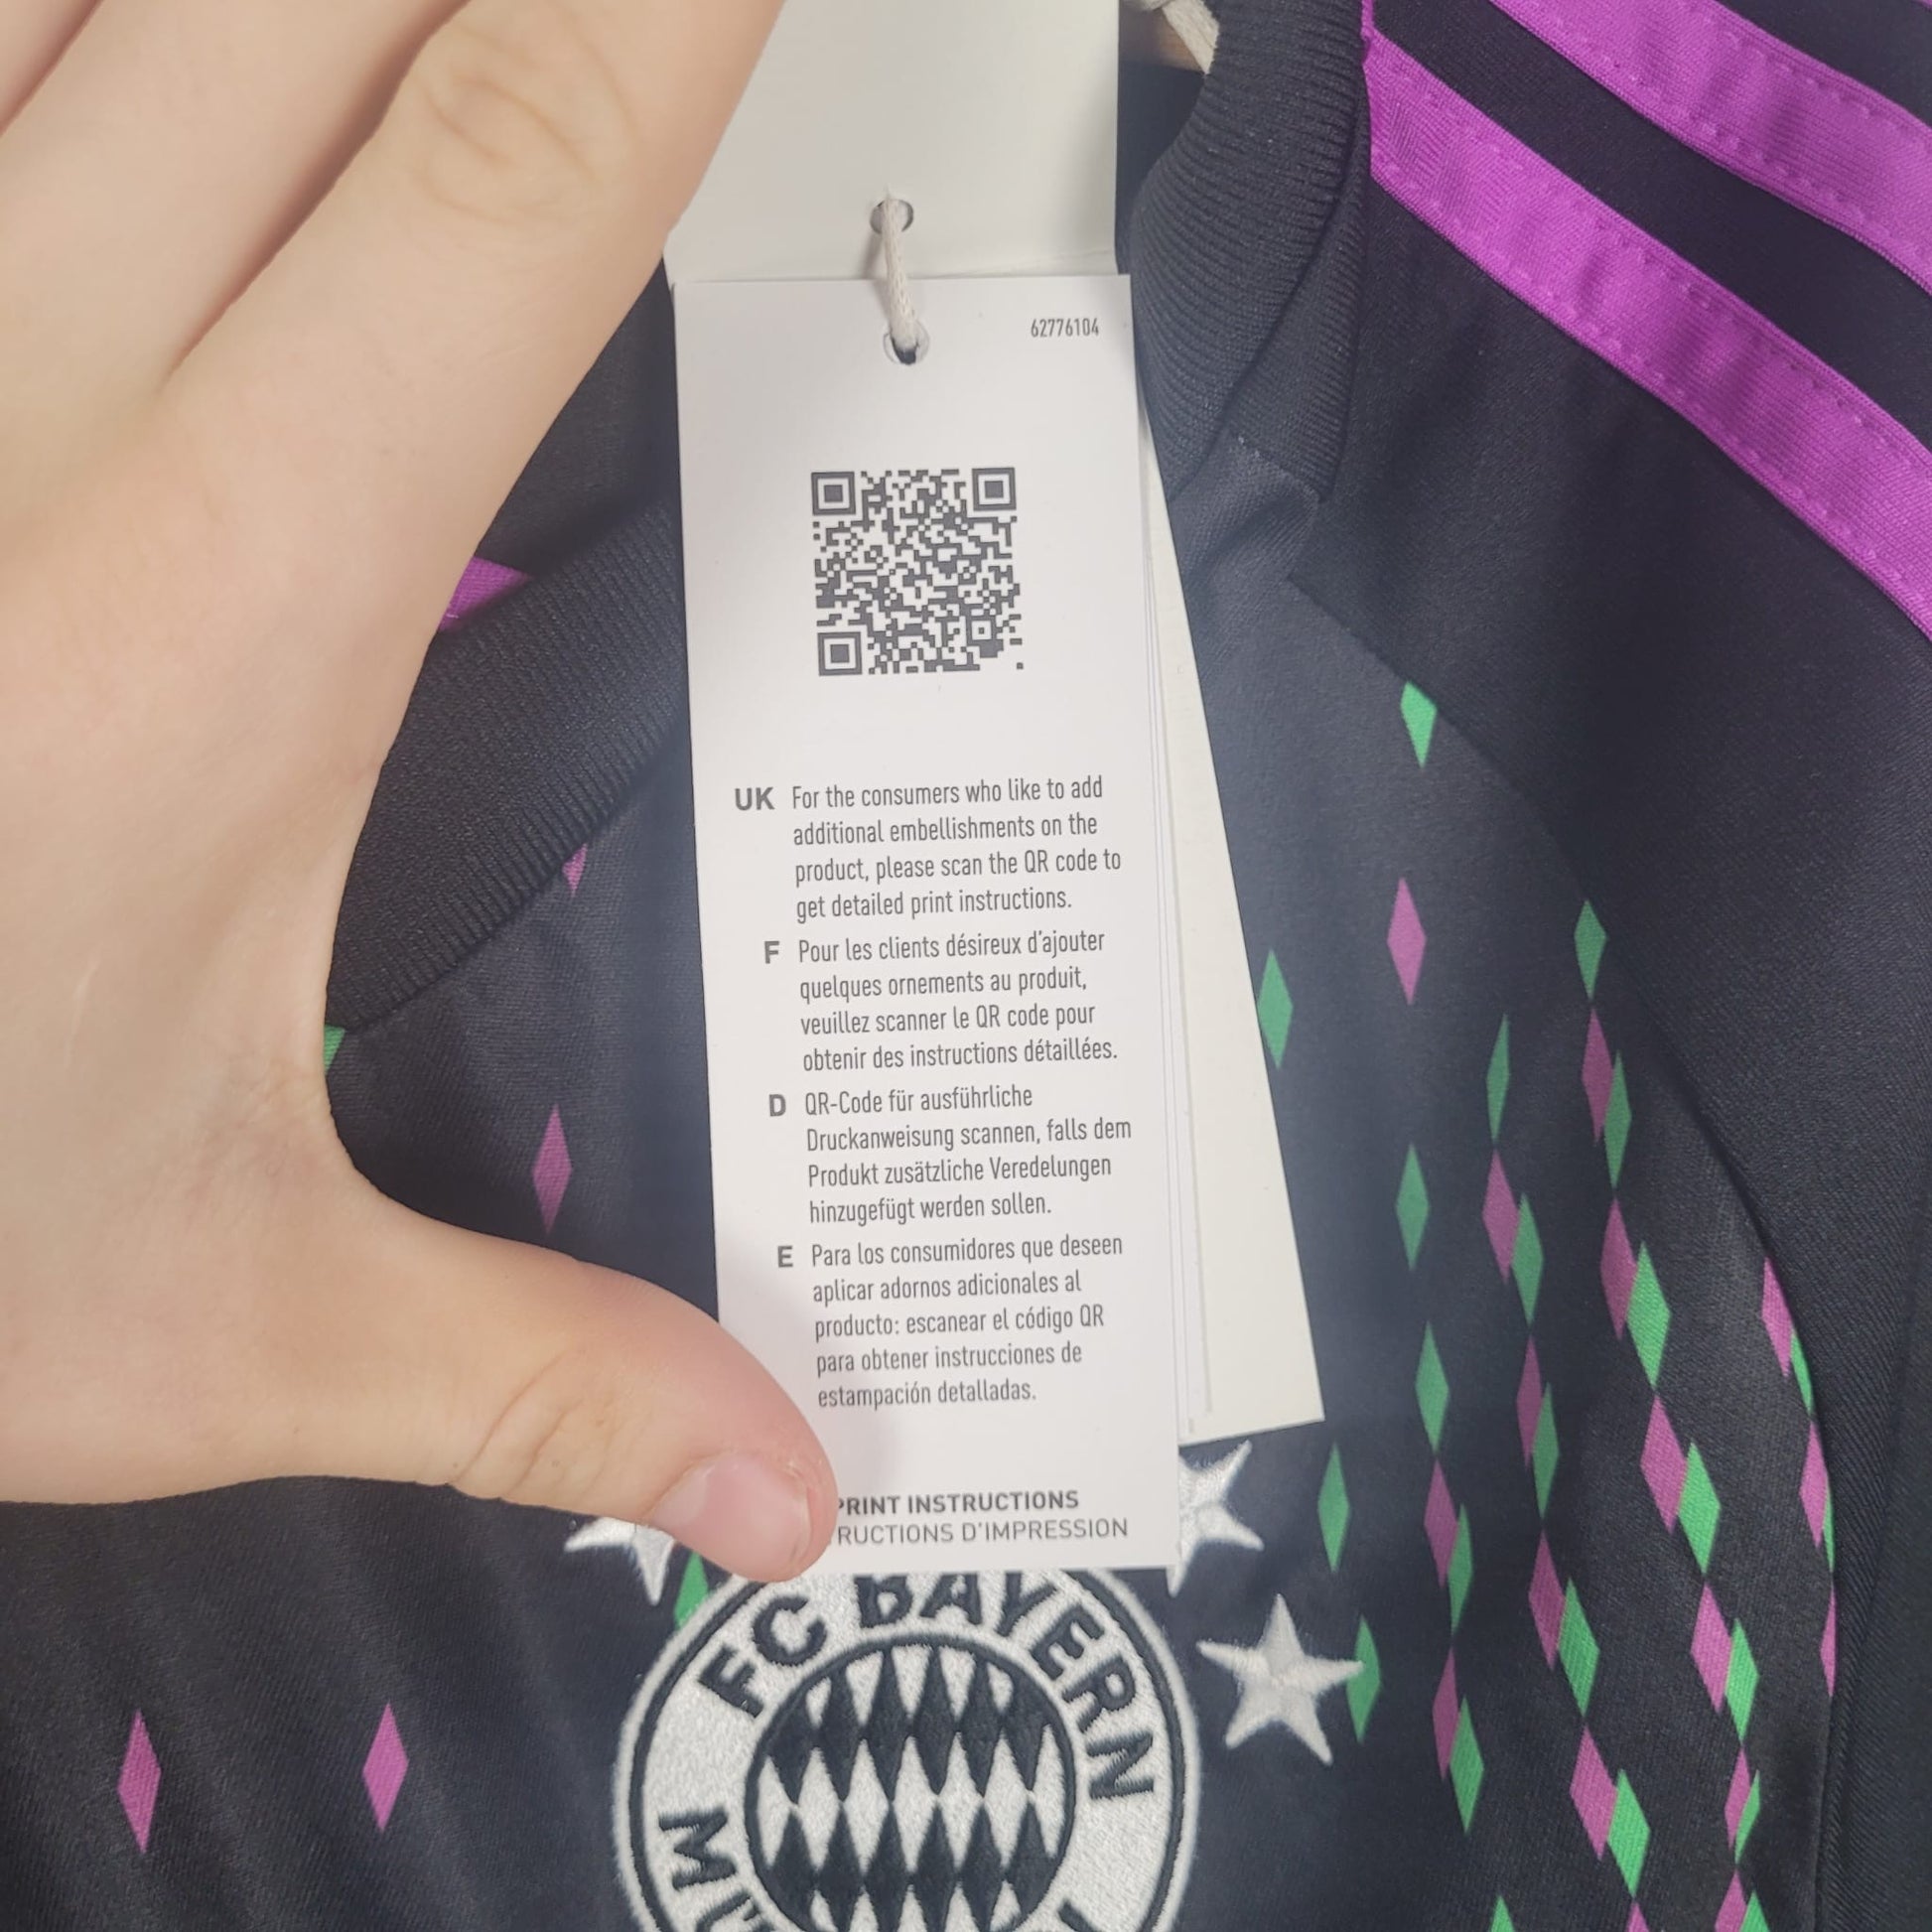 62776104
UK For the consumers who like to add
additional embellishments on the
product, please scan the QR code to
get detailed print instructions.
F Pour les clients désireux d'ajouter
quelques ornements au produit,
veuillez scanner le QR code pour
obtenir des instructions détaillées.
D QR-Code für ausführliche
Druckanweisung scannen, falls dem
Produkt zusätzliche Veredelungen
hinzugefügt werden sollen.
E Para los consumidores que deseen
aplicar adornos adicionales al
producto: escanear el código QR
para obtener instrucciones de
estampación detalladas.
PRINT INSTRUCTIONS
RUCTIONS D'IMPRESSION
FC BAYERN